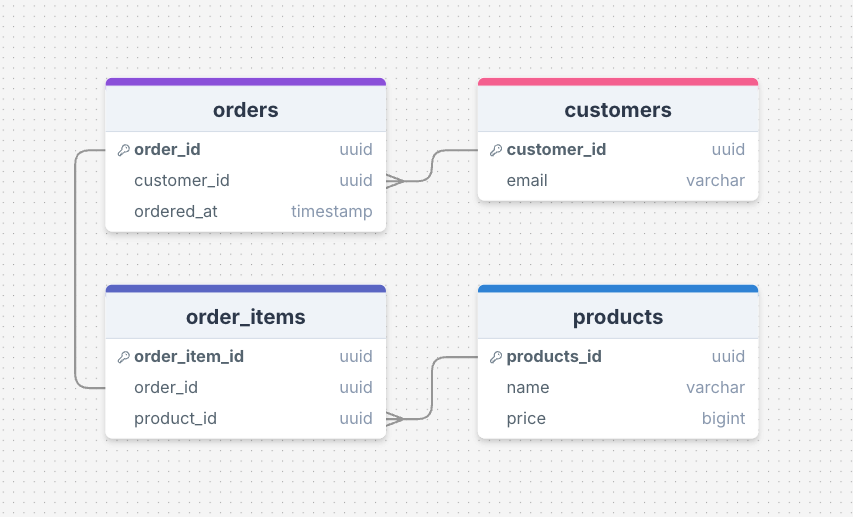 orders
order_id uuid
customer_id uuid
ordered_at timestamp
customers
customer_id uuid
email varchar
order_items
order_item_id uuid
order_id uuid
product_id uuid
products
products_id uuid
name varchar
price bigint